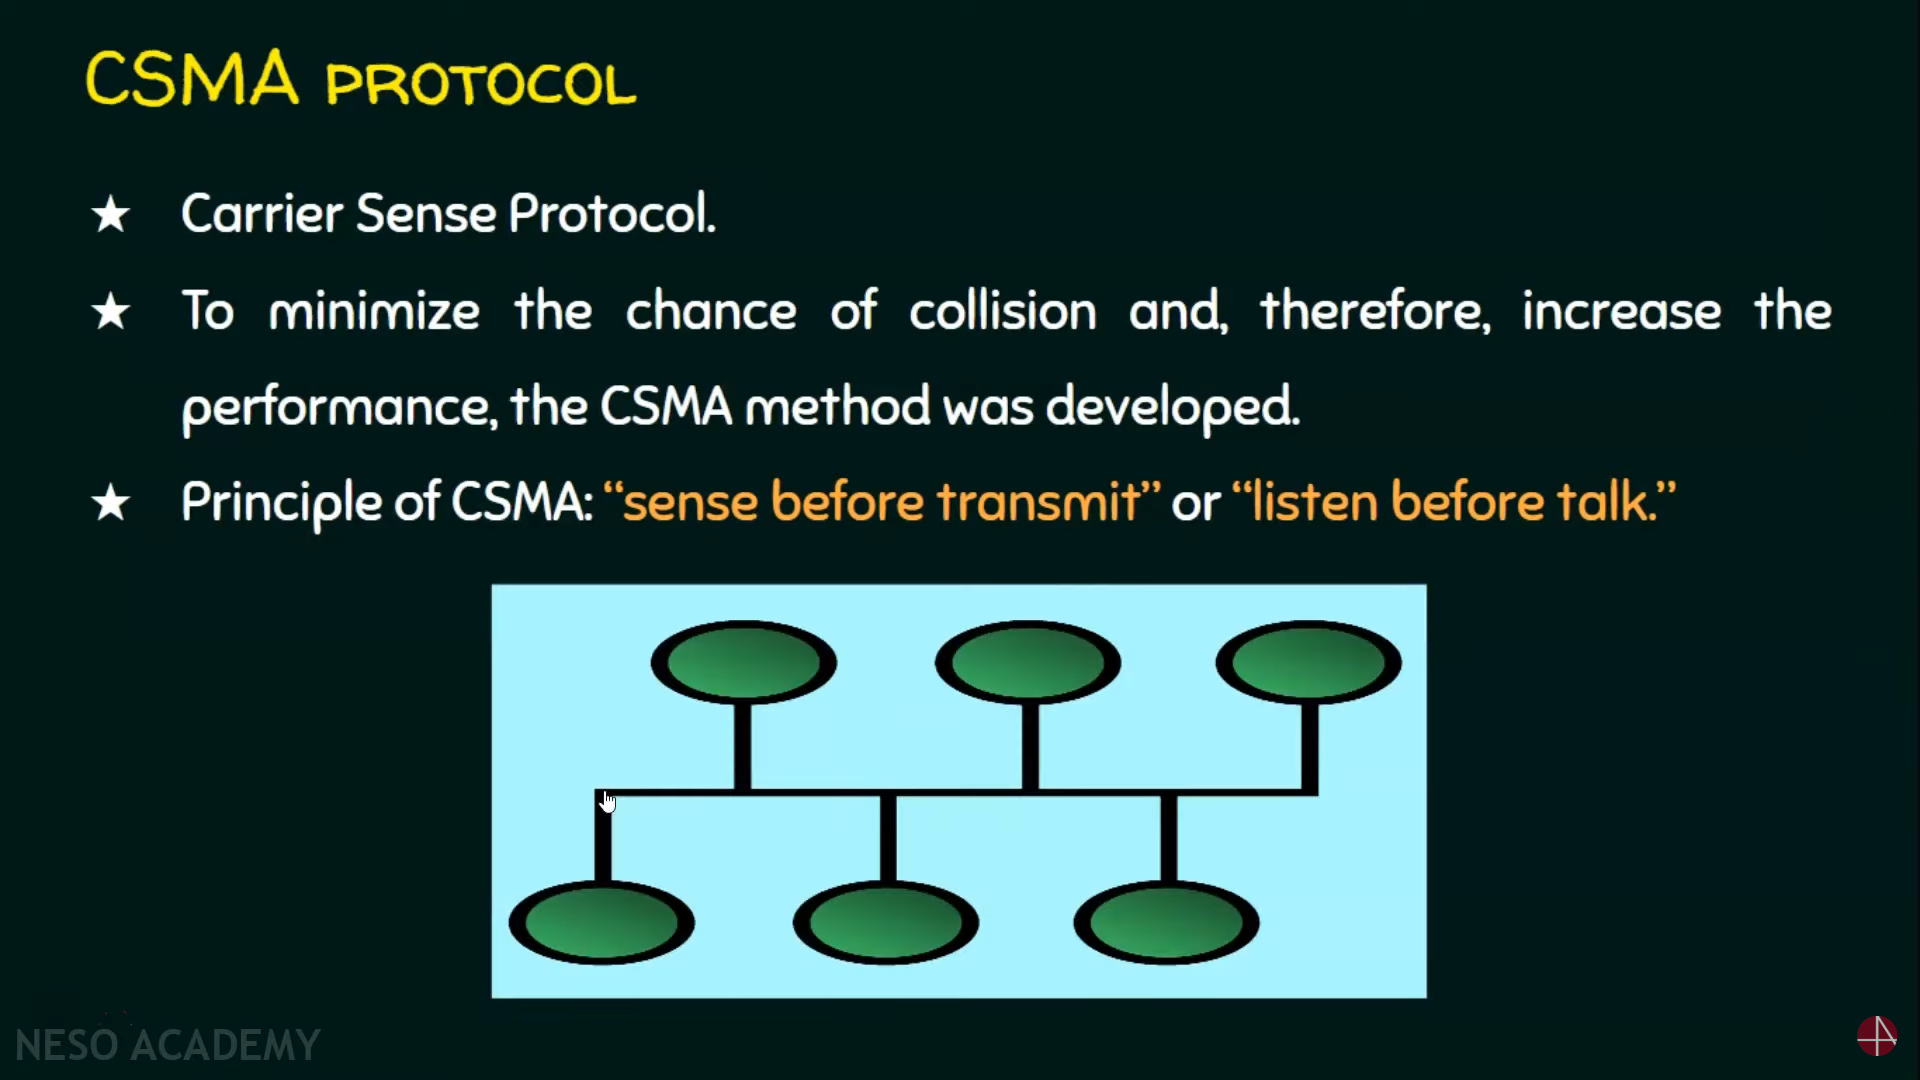 CSMA PROTOCOL
★ Carrier Sense Protocol.
★ To minimize the chance of collision and, therefore, increase the
performance, the CSMA method was developed.
★ Principle of CSMA: “sense before transmit” or “listen before talk.”
NESO ACADEMY